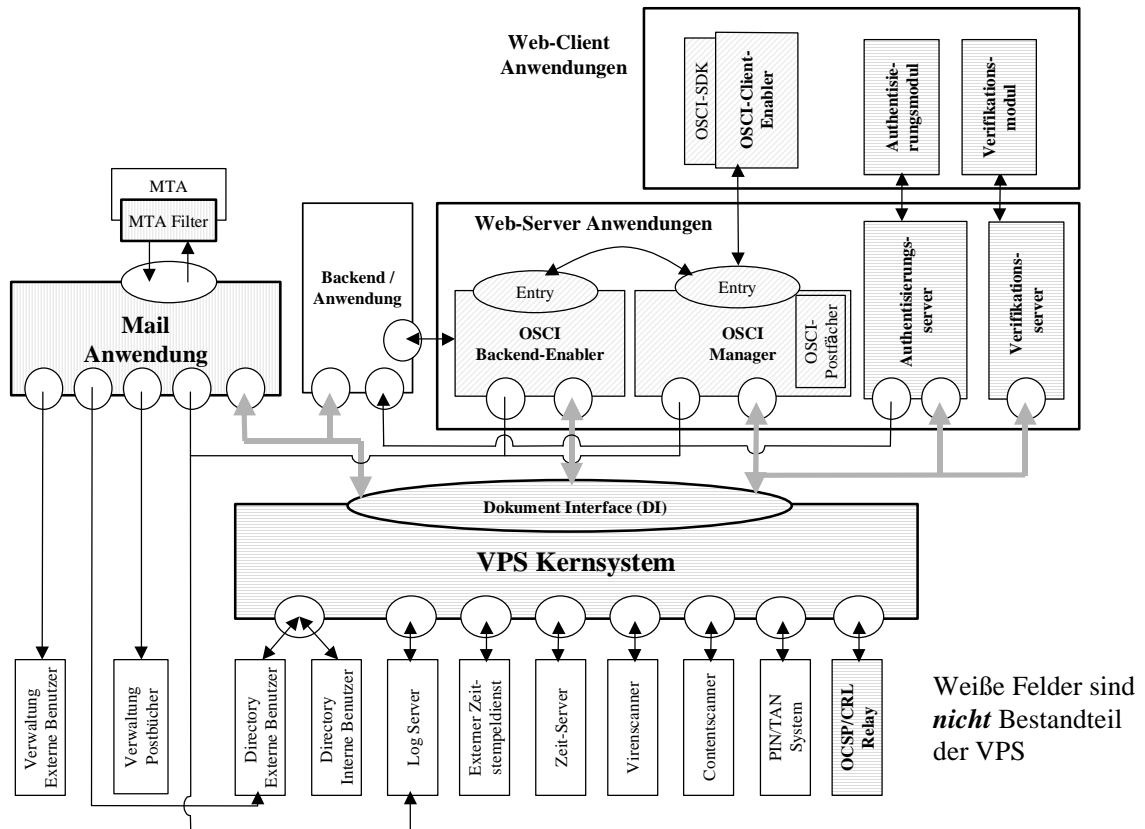 Web-Client
Anwendungen
OSCI-SDK
OSCI-Client-
Enabler
Authentisie-
rungsmodul
Verifikations-
modul
MTA
MTA Filter
Mail
Anwendung
Backend /
Anwendung
Web-Server Anwendungen
Entry
OSCI
Backend-Enabler
Entry
OSCI
Manager
OSCI-
Postfächer
Authentisierungs-
server
Verifikations-
server
Dokument Interface (DI)
VPS Kernsystem
Verwaltung
Externe Benutzer
Verwaltung
Postbücher
Directory
Externe Benutzer
Directory
Interne Benutzer
Log Server
Externer Zeit-
stempeldienst
Zeit-Server
Virenscanner
Contentscanner
PIN/TAN
System
OCSP/CRL
Relay
Weiße Felder sind
nicht Bestandteil
der VPS